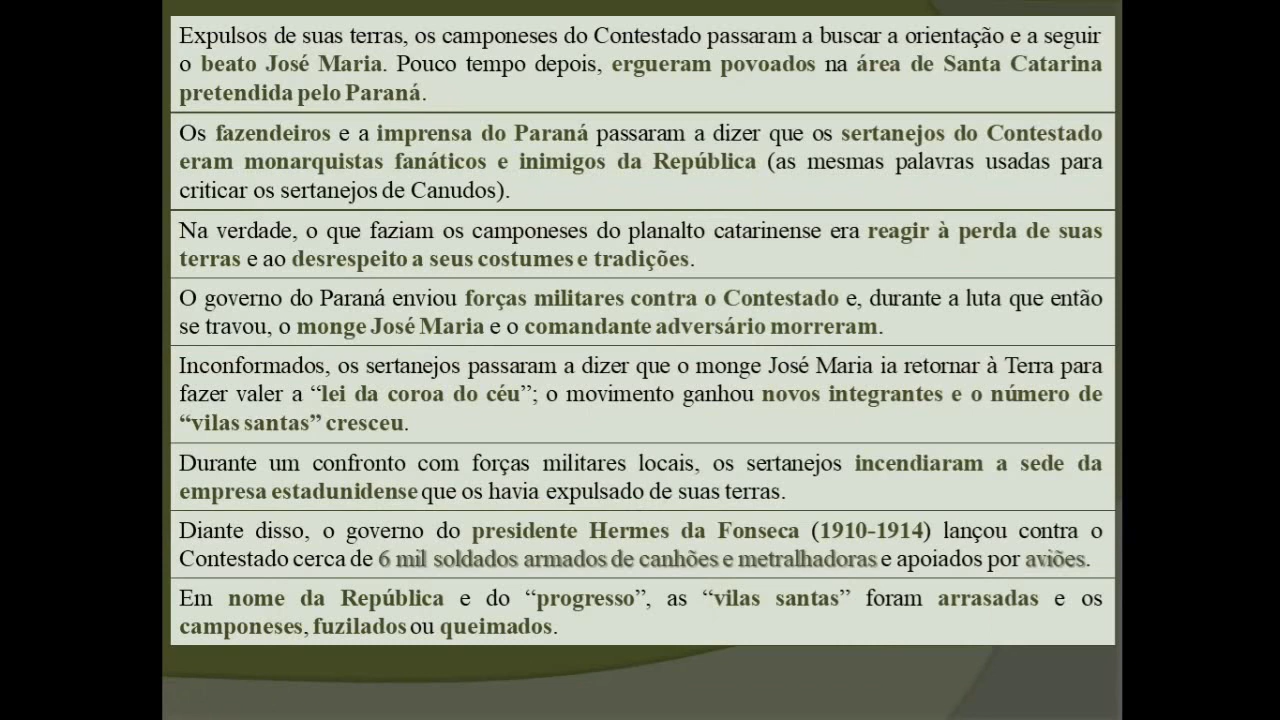 Expulsos de suas terras, os camponeses do Contestado passaram a buscar a orientação e a seguir
o beato José Maria. Pouco tempo depois, ergueram povoados na área de Santa Catarina
pretendida pelo Paraná.
Os fazendeiros e a imprensa do Paraná passaram a dizer que os sertanejos do Contestado
eram monarquistas fanáticos e inimigos da República (as mesmas palavras usadas para
criticar os sertanejos de Canudos).
Na verdade, o que faziam os camponeses do planalto catarinense era reagir à perda de suas
terras e ao desrespeito a seus costumes e tradições.
O governo do Paraná enviou forças militares contra o Contestado e, durante a luta que então
se travou, o monge José Maria e o comandante adversário morreram.
Inconformados, os sertanejos passaram a dizer que o monge José Maria ia retornar à Terra para
fazer valer a “lei da coroa do céu”; o movimento ganhou novos integrantes e o número de
“vilas santas” cresceu.
Durante um confronto com forças militares locais, os sertanejos incendiaram a sede da
empresa estadunidense que os havia expulsado de suas terras.
Diante disso, o governo do presidente Hermes da Fonseca (1910-1914) lançou contra o
Contestado cerca de 6 mil soldados armados de canhões e metralhadoras e apoiados por aviões.
Em nome da República e do “progresso”, as “vilas santas” foram arrasadas e os
camponeses, fuzilados ou queimados.